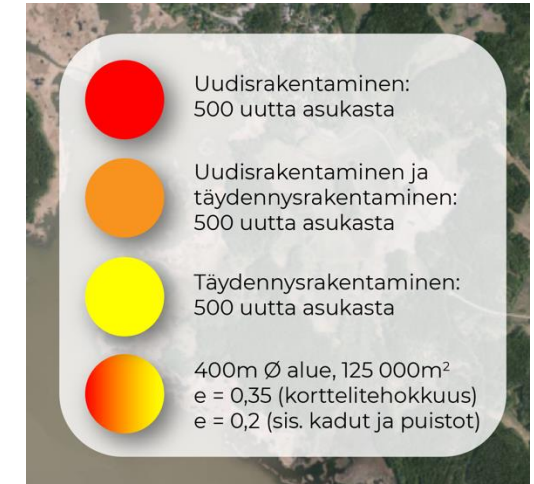 Uudisrakentaminen:
500 uutta asukasta
Uudisrakentaminen ja
täydennysrakentaminen:
500 uutta asukasta
Täydennysrakentaminen:
500 uutta asukasta
400m Ø alue, 125 000m²
e = 0,35 (korttelitehokkuus)
e = 0,2 (sis. kadut ja puistot)